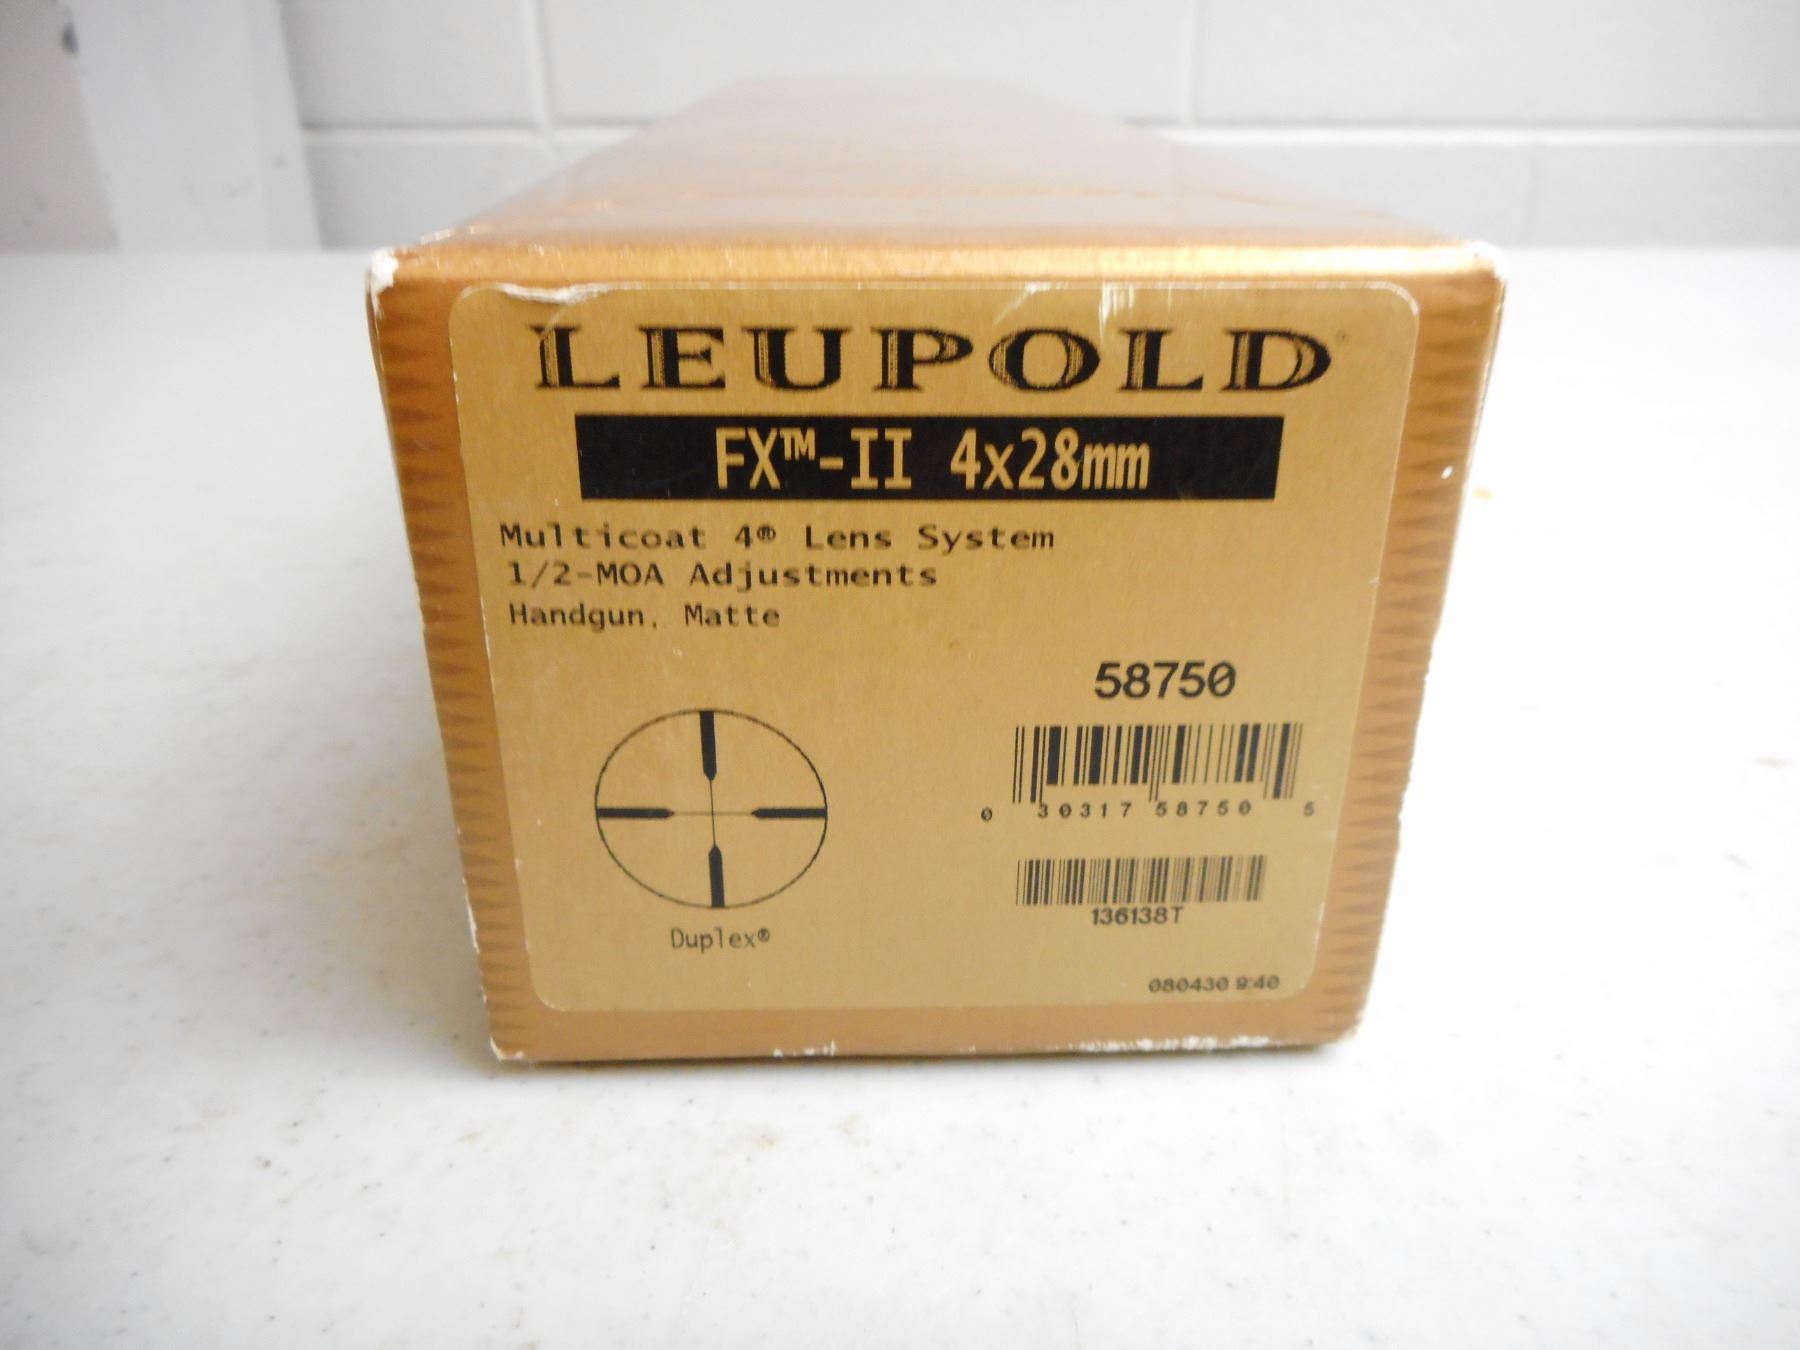 LEUPOLD®
FX™-II 4x28mm
Multicoat 4® Lens System
1/2-MOA Adjustments
Handgun, Matte
58750
0 30317 58750 5
136138T
Duplex®
080430 9:40